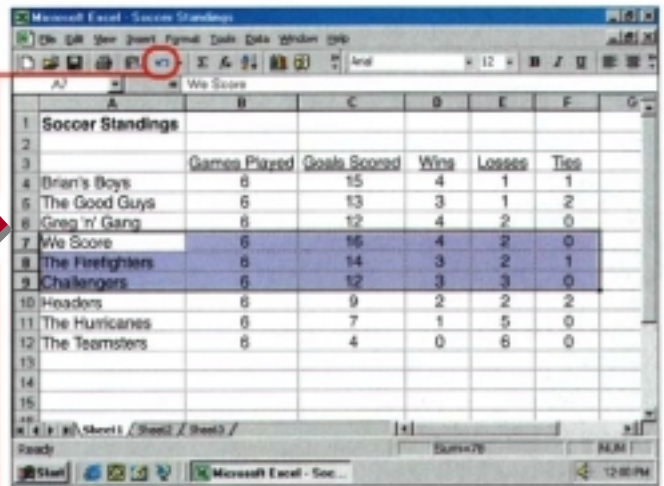 Microsoft Excel - Soccer Standings
File Edit View Insert Format Tools Data Window Help
Arial 12 B I U
A7 = We Score
A B C D E F G
1 Soccer Standings
2
3 Games Played Goals Scored Wins Losses Ties
4 Brian's Boys 6 15 4 1 1
5 The Good Guys 6 13 3 1 2
6 Greg 'n' Gang 6 12 4 2 0
7 We Score 6 16 4 2 0
8 The Firefighters 6 14 3 2 1
9 Challengers 6 12 3 3 0
10 Headers 6 9 2 2 2
11 The Hurricanes 6 7 1 5 0
12 The Teamsters 6 4 0 6 0
13
14
15
Sheet1 / Sheet2 / Sheet3 /
Ready Sum=78 NUM
Start Microsoft Excel - Soc... 12:00 PM